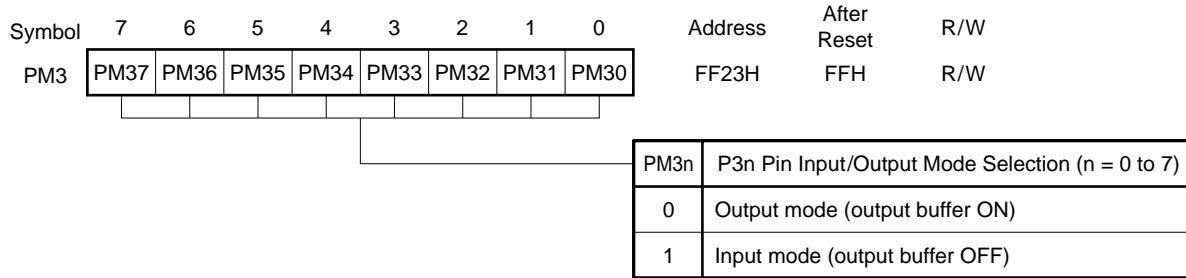 Symbol 7 6 5 4 3 2 1 0 Address After Reset R/W
PM3 PM37 PM36 PM35 PM34 PM33 PM32 PM31 PM30 FF23H FFH R/W
PM3n P3n Pin Input/Output Mode Selection (n = 0 to 7)
0 Output mode (output buffer ON)
1 Input mode (output buffer OFF)